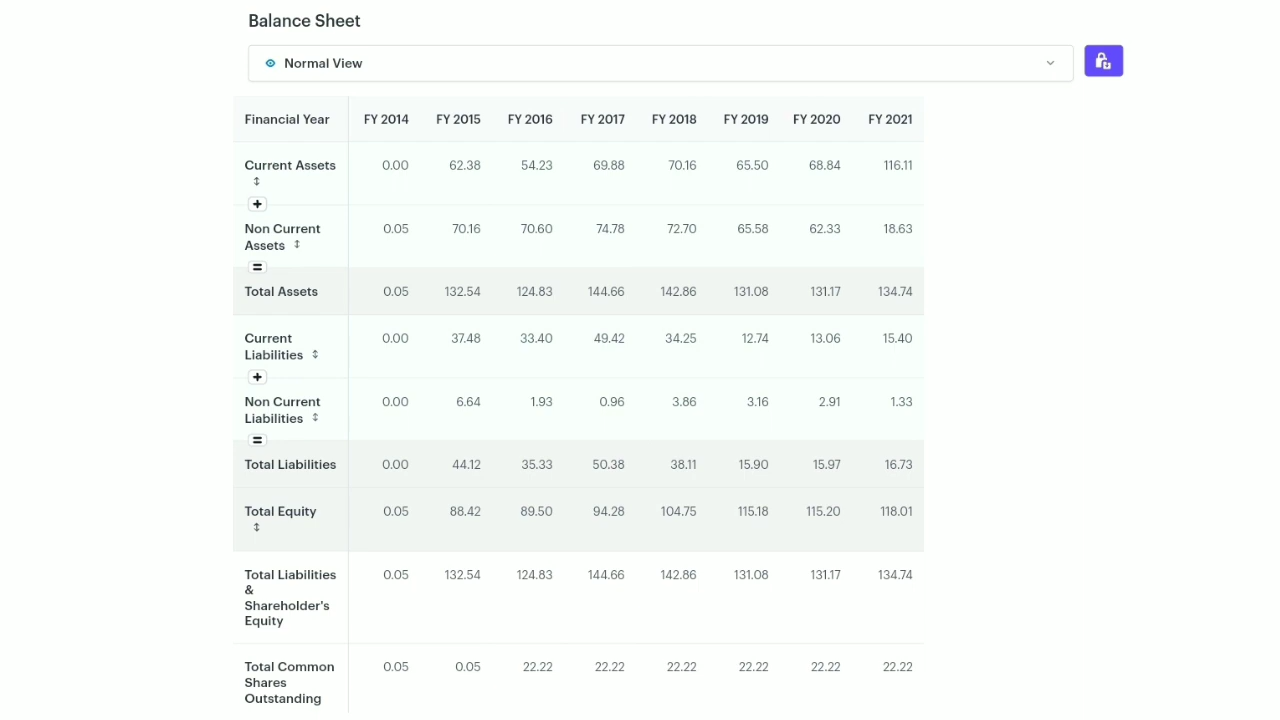 Balance Sheet
Normal View
Financial Year FY 2014 FY 2015 FY 2016 FY 2017 FY 2018 FY 2019 FY 2020 FY 2021
Current Assets 0.00 62.38 54.23 69.88 70.16 65.50 68.84 116.11
+
Non Current 0.05 70.16 70.60 74.78 72.70 65.58 62.33 18.63
Assets
=
Total Assets 0.05 132.54 124.83 144.66 142.86 131.08 131.17 134.74
Current 0.00 37.48 33.40 49.42 34.25 12.74 13.06 15.40
Liabilities
+
Non Current 0.00 6.64 1.93 0.96 3.86 3.16 2.91 1.33
Liabilities
=
Total Liabilities 0.00 44.12 35.33 50.38 38.11 15.90 15.97 16.73
Total Equity 0.05 88.42 89.50 94.28 104.75 115.18 115.20 118.01
Total Liabilities 0.05 132.54 124.83 144.66 142.86 131.08 131.17 134.74
&
Shareholder's
Equity
Total Common 0.05 0.05 22.22 22.22 22.22 22.22 22.22 22.22
Shares
Outstanding